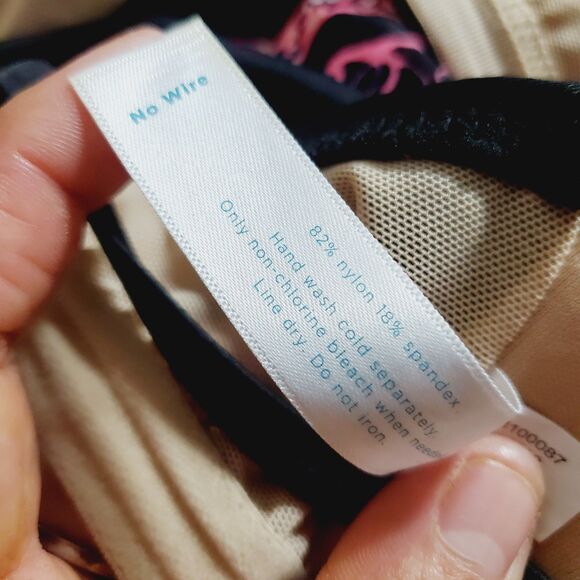 No Wire
82% nylon 18% spandex.
Hand wash cold separately
Only non-chlorine bleach when
Line dry. Do not iron.
100087